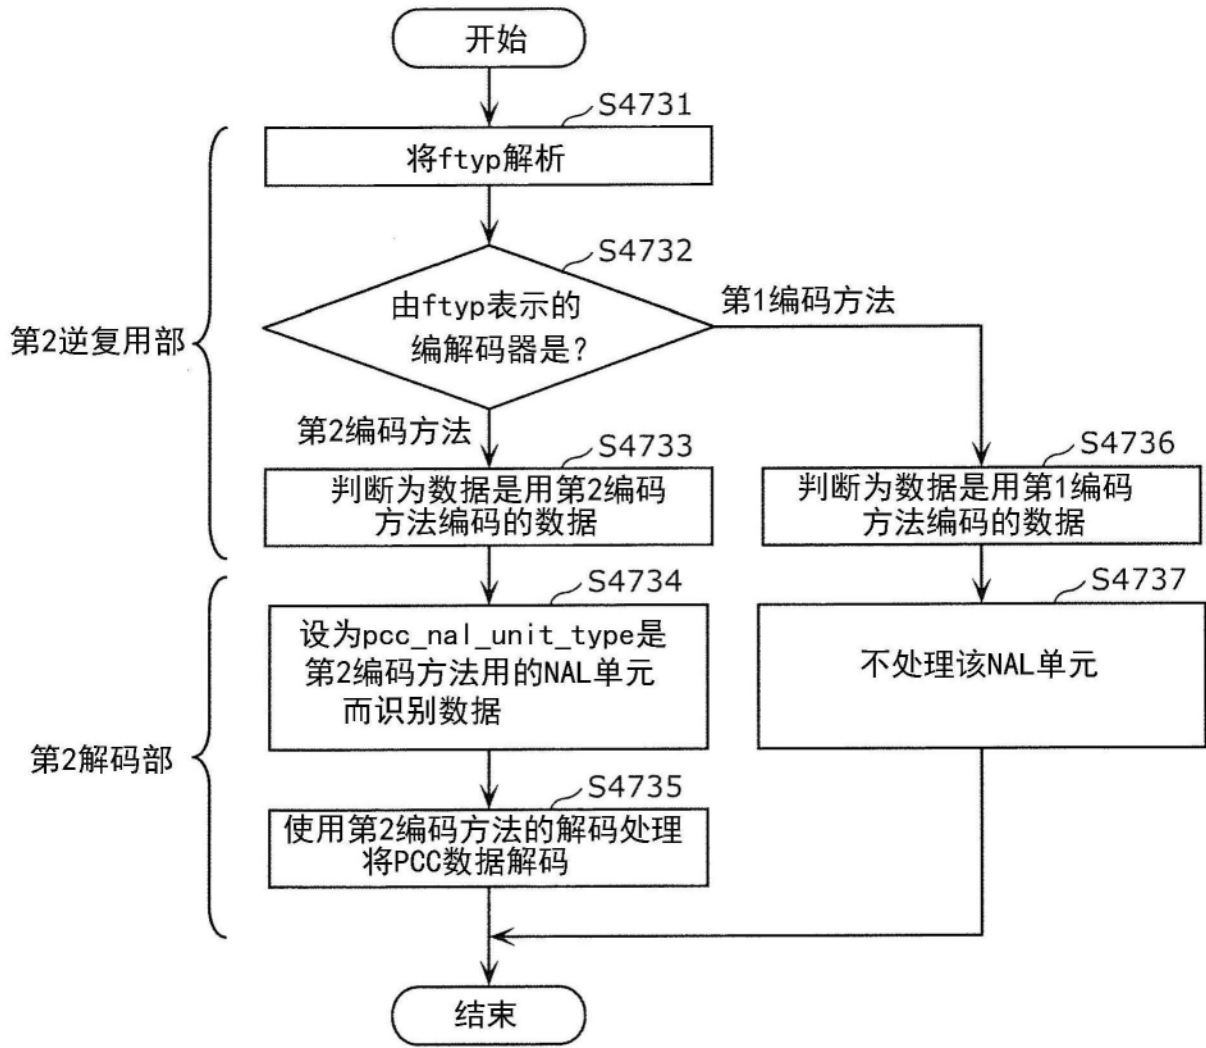 开始
S4731
将ftyp解析
S4732
由ftyp表示的
编解码器是?
第1编码方法
第2逆复用部
第2编码方法
S4733
判断为数据是用第2编码
方法编码的数据
S4736
判断为数据是用第1编码
方法编码的数据
S4734
设为pcc_nal_unit_type是
第2编码方法用的NAL单元
而识别数据
S4737
不处理该NAL单元
第2解码部
S4735
使用第2编码方法的解码处理
将PCC数据解码
结束